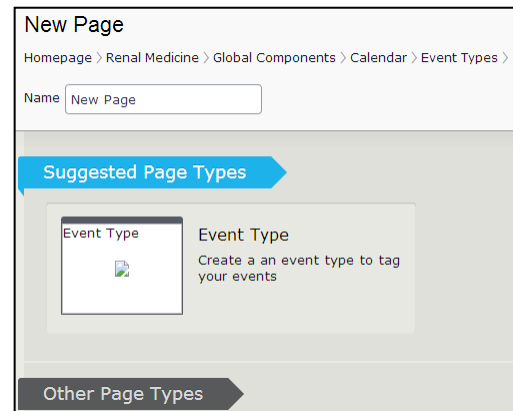 New Page
Homepage > Renal Medicine > Global Components > Calendar > Event Types >
Name New Page
Suggested Page Types
Event Type
Event Type
Create a an event type to tag
your events
Other Page Types